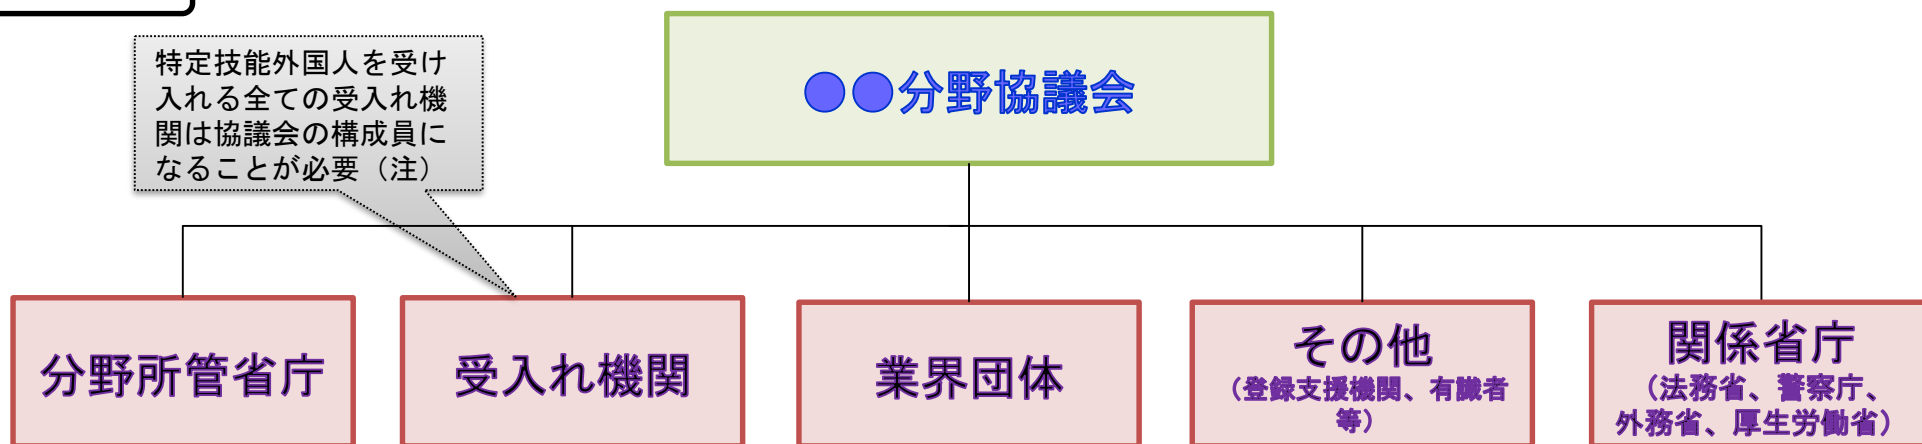 特定技能外国人を受け
入れる全ての受入れ機
関は協議会の構成員に
なることが必要（注）
●●分野協議会
分野所管省庁
受入れ機関
業界団体
その他
（登録支援機関、有識者
等）
関係省庁
（法務省、警察庁、
外務省、厚生労働省）